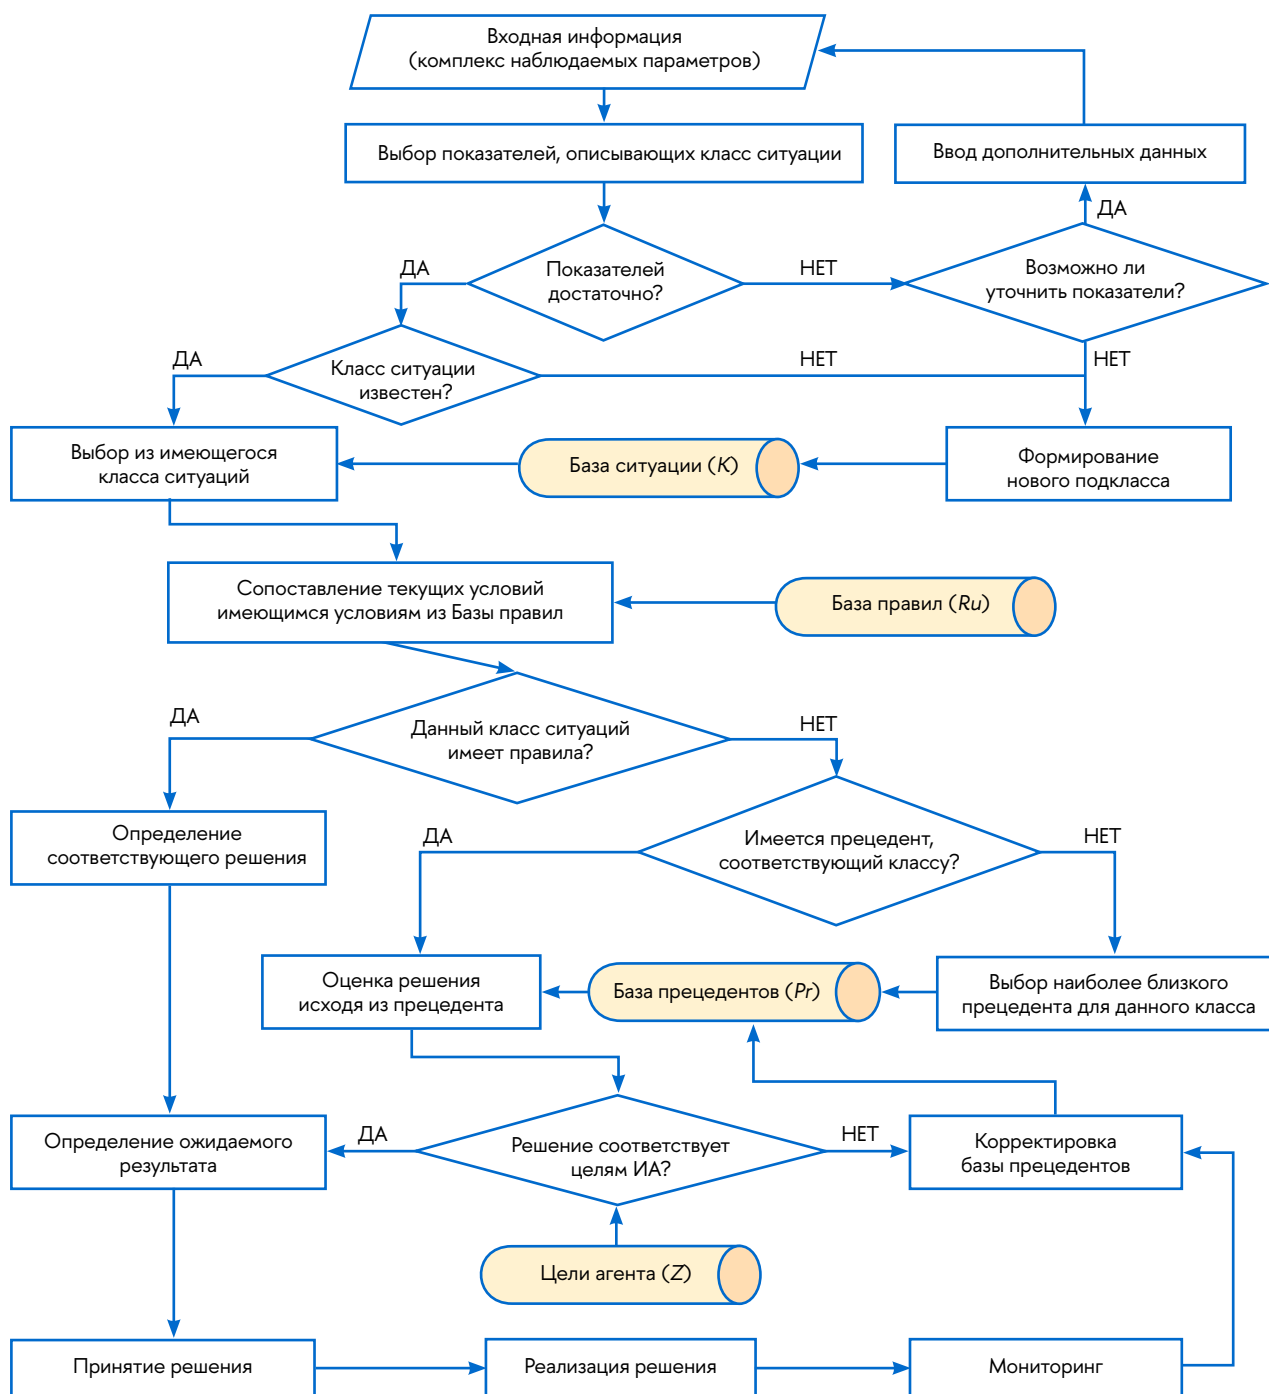 Входная информация
(комплекс наблюдаемых параметров)
Выбор показателей, описывающих класс ситуации
Ввод дополнительных данных
ДА
Показателей
достаточно?
ДА
НЕТ
Возможно ли
уточнить показатели?
НЕТ
Класс ситуации
известен?
ДА
НЕТ
Выбор из имеющегося
класса ситуаций
База ситуации (K)
Формирование
нового подкласса
Сопоставление текущих условий
имеющимся условиям из Базы правил
База правил (Ru)
Данный класс ситуаций
имеет правила?
ДА
НЕТ
Определение
соответствующего решения
Имеется прецедент,
соответствующий классу?
ДА
НЕТ
Оценка решения
исходя из прецедента
База прецедентов (Pr)
Выбор наиболее близкого
прецедента для данного класса
Определение ожидаемого
результата
ДА
Решение соответствует
целям ИА?
НЕТ
Корректировка
базы прецедентов
Цели агента (Z)
Принятие решения
Реализация решения
Мониторинг